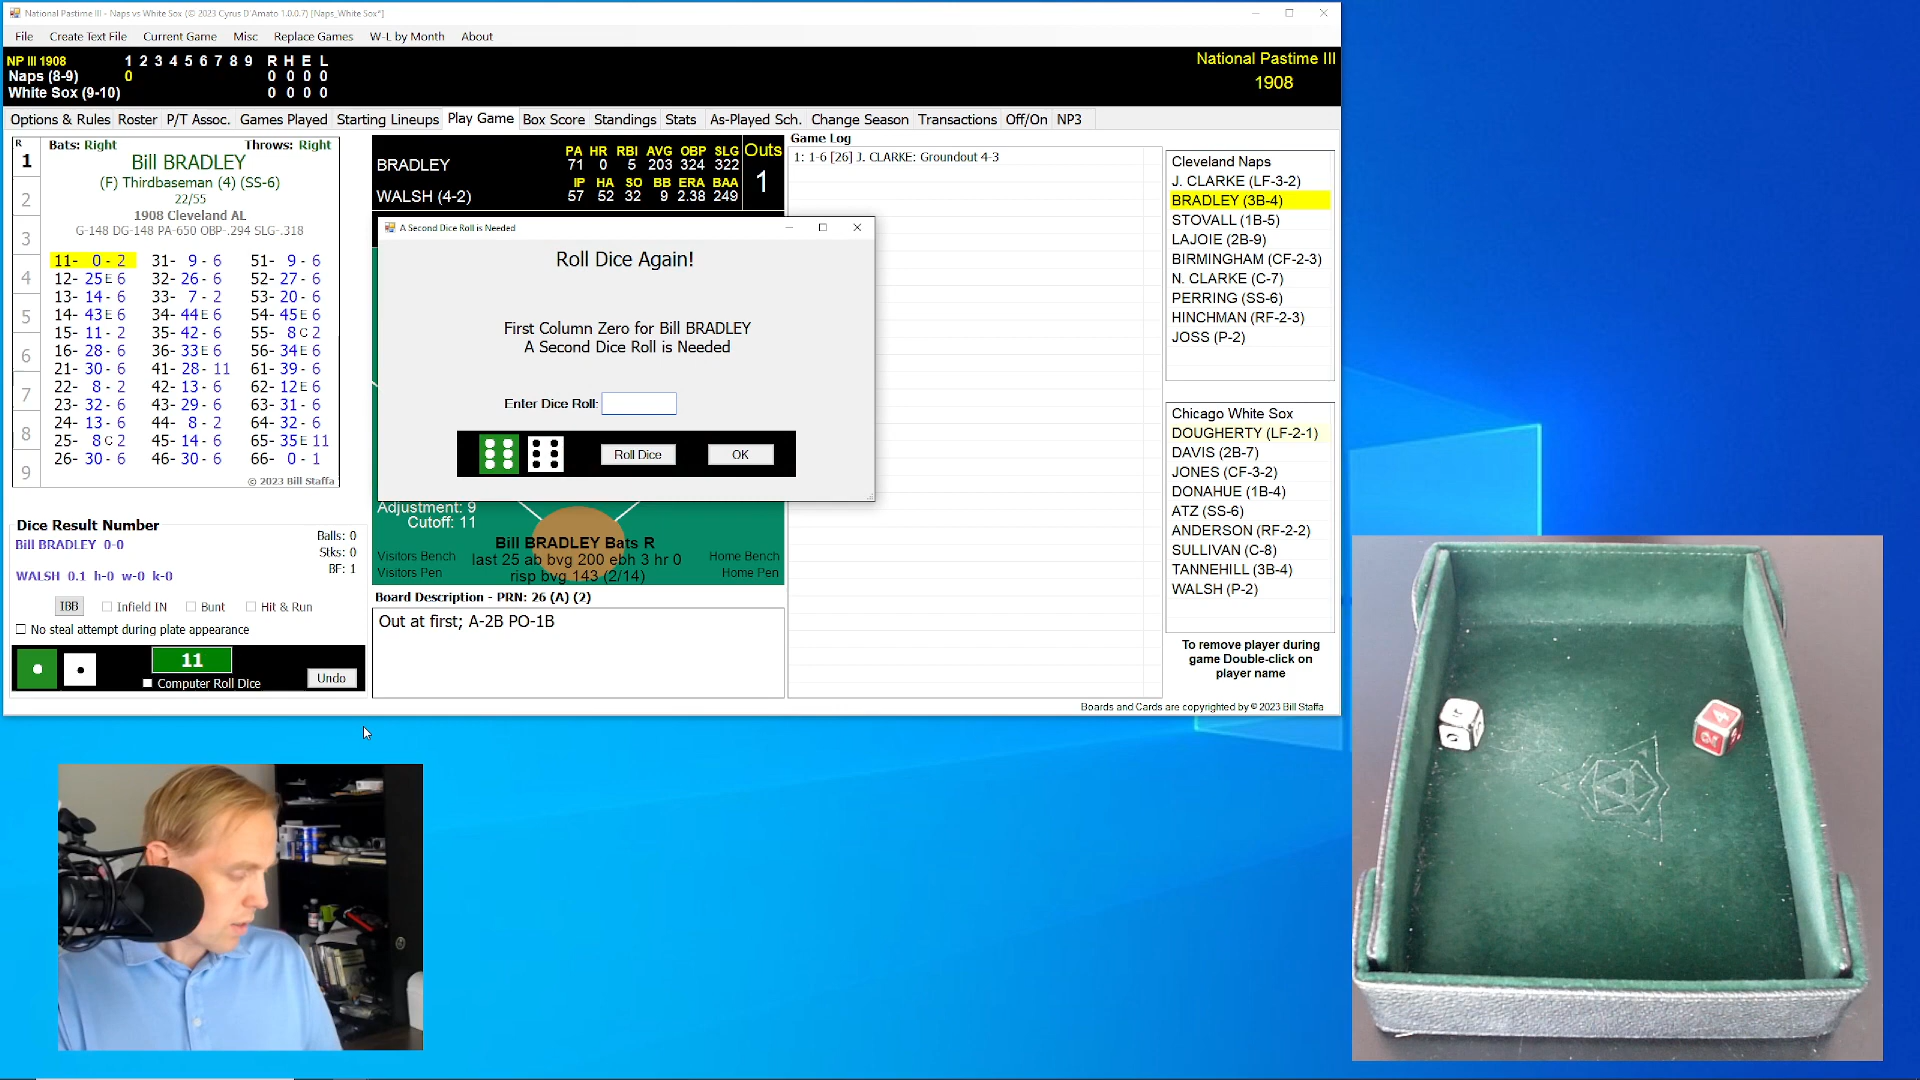 National Pastime III - Naps vs White Sox (© 2023 Cyrus D'Amato 1.0.0.7) [Naps_White Sox*]
File Create Text File Current Game Misc Replace Games W-L by Month About
NP III 1908 1 2 3 4 5 6 7 8 9 R H E L
Naps (8-9) 0 0 0 0 0
White Sox (9-10) 0 0 0 0
National Pastime III
1908
Options & Rules Roster P/T Assoc. Games Played Starting Lineups Play Game Box Score Standings Stats As-Played Sch. Change Season Transactions Off/On NP3
R
1
2
3
4
5
6
7
8
9
Bats: Right Throws: Right
Bill BRADLEY
(F) Thirdbaseman (4) (SS-6)
22/55
1908 Cleveland AL
G-148 DG-148 PA-650 OBP-.294 SLG-.318
11- 0 - 2 31- 9 - 6 51- 9 - 6
12- 25 E 6 32- 26 - 6 52- 27 - 6
13- 14 - 6 33- 7 - 2 53- 20 - 6
14- 43 E 6 34- 44 E 6 54- 45 E 6
15- 11 - 2 35- 42 - 6 55- 8 C 2
16- 28 - 6 36- 33 E 6 56- 34 E 6
21- 30 - 6 41- 28 - 11 61- 39 - 6
22- 8 - 2 42- 13 - 6 62- 12 E 6
23- 32 - 6 43- 29 - 6 63- 31 - 6
24- 13 - 6 44- 8 - 2 64- 32 - 6
25- 8 C 2 45- 14 - 6 65- 35 E 11
26- 30 - 6 46- 30 - 6 66- 0 - 1
© 2023 Bill Staffa
Dice Result Number
Bill BRADLEY 0-0
WALSH 0.1 h-0 w-0 k-0
Balls: 0
Stks: 0
BF: 1
IBB Infield IN Bunt Hit & Run
No steal attempt during plate appearance
11
Computer Roll Dice
Undo
PA HR RBI AVG OBP SLG
BRADLEY 71 0 5 203 324 322
IP HA SO BB ERA BAA
WALSH (4-2) 57 52 32 9 2.38 249
Outs
1
A Second Dice Roll is Needed
Roll Dice Again!
First Column Zero for Bill BRADLEY
A Second Dice Roll is Needed
Enter Dice Roll:
Roll Dice OK
Adjustment: 9
Cutoff: 11
Bill BRADLEY Bats R
Visitors Bench last 25 ab bvg 200 ebh 3 hr 0 Home Bench
Visitors Pen risp bvg 143 (2/14) Home Pen
Board Description - PRN: 26 (A) (2)
Out at first; A-2B PO-1B
Game Log
1: 1-6 [26] J. CLARKE: Groundout 4-3
Cleveland Naps
J. CLARKE (LF-3-2)
BRADLEY (3B-4)
STOVALL (1B-5)
LAJOIE (2B-9)
BIRMINGHAM (CF-2-3)
N. CLARKE (C-7)
PERRING (SS-6)
HINCHMAN (RF-2-3)
JOSS (P-2)
Chicago White Sox
DOUGHERTY (LF-2-1)
DAVIS (2B-7)
JONES (CF-3-2)
DONAHUE (1B-4)
ATZ (SS-6)
ANDERSON (RF-2-2)
SULLIVAN (C-8)
TANNEHILL (3B-4)
WALSH (P-2)
To remove player during
game Double-click on
player name
Boards and Cards are copyrighted by © 2023 Bill Staffa
4